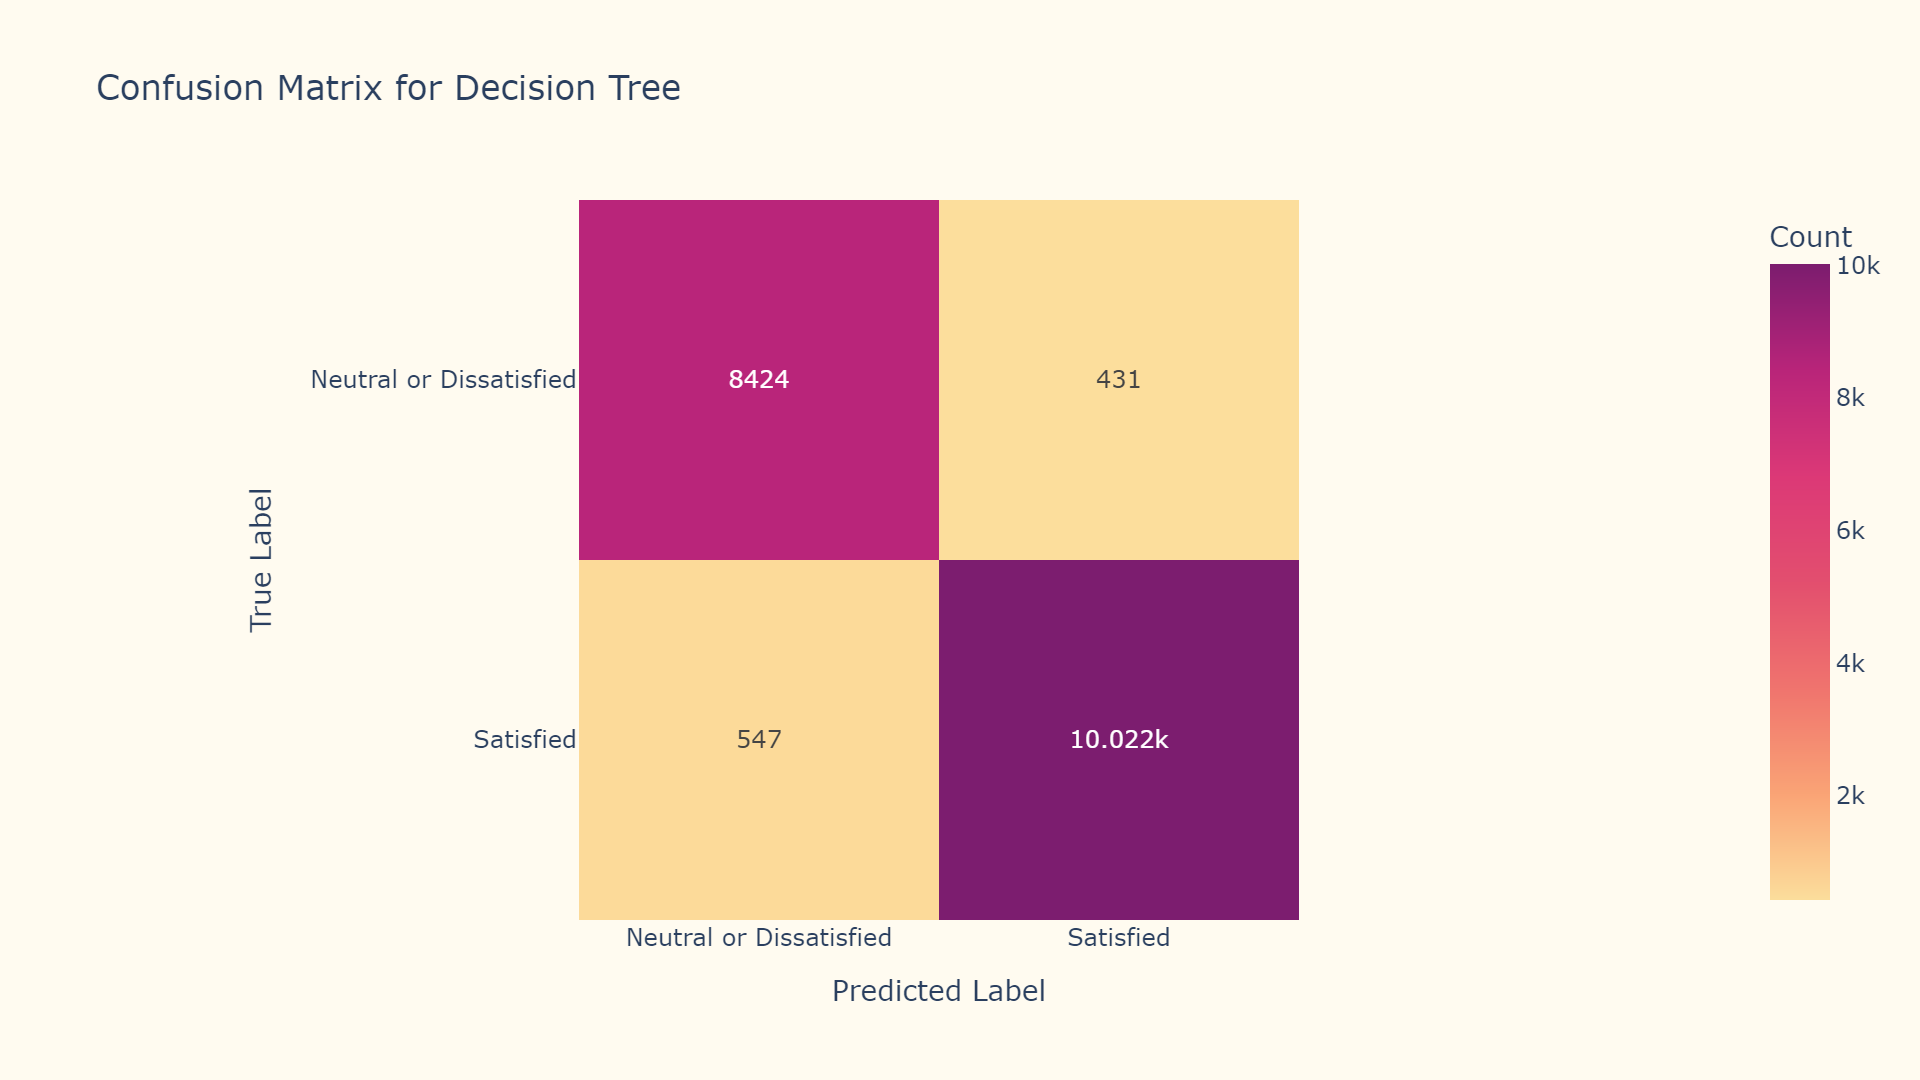 Confusion Matrix for Decision Tree
Count
10k
8k
6k
4k
2k
True Label
Neutral or Dissatisfied
8424
431
Satisfied
547
10.022k
Neutral or Dissatisfied
Satisfied
Predicted Label